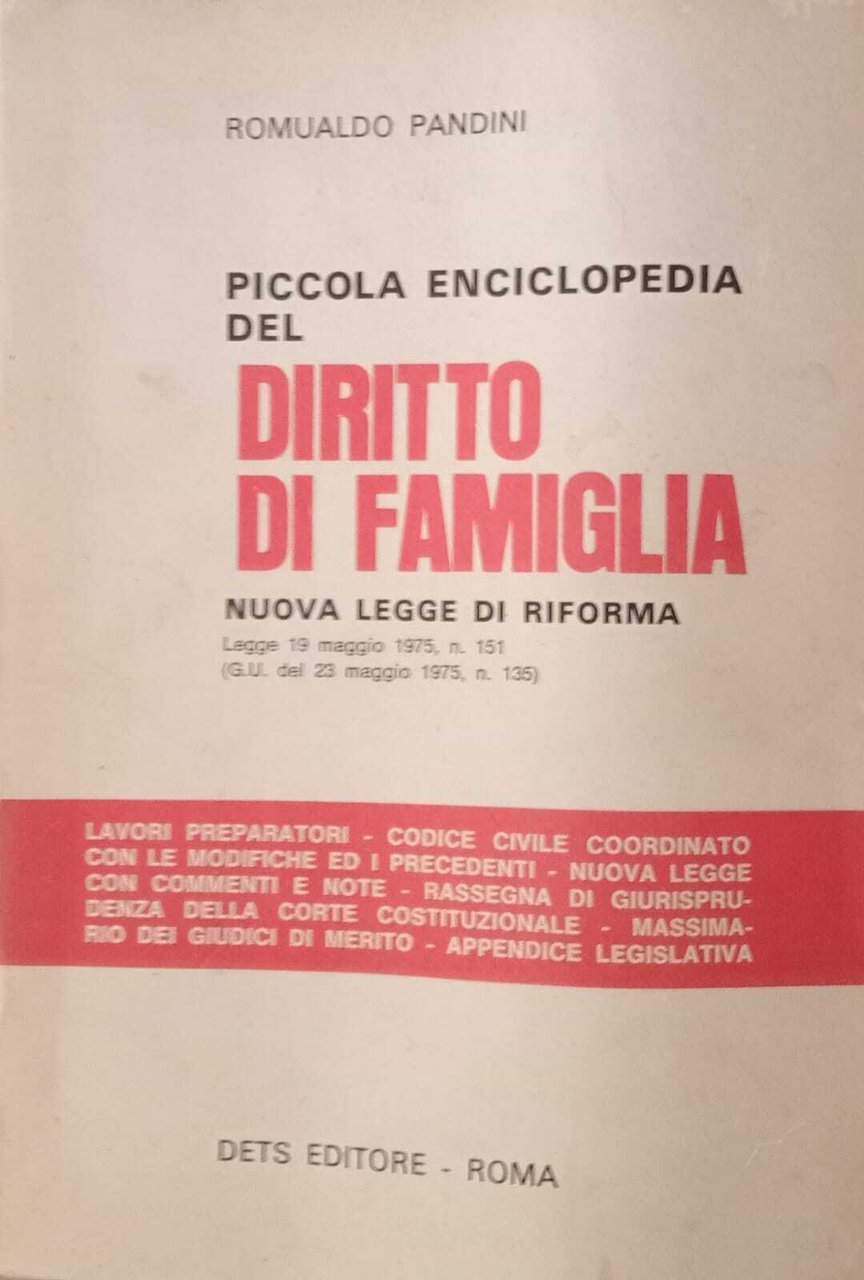 ROMUALDO PANDINI
PICCOLA ENCICLOPEDIA
DEL
DIRITTO
DI FAMIGLIA
NUOVA LEGGE DI RIFORMA
Legge 19 maggio 1975, n. 151
(G.U. del 23 maggio 1975, n. 135)
LAVORI PREPARATORI - CODICE CIVILE COORDINATO
CON LE MODIFICHE ED I PRECEDENTI - NUOVA LEGGE
CON COMMENTI E NOTE - RASSEGNA DI GIURISPRU-
DENZA DELLA CORTE COSTITUZIONALE - MASSIMA-
RIO DEI GIUDICI DI MERITO - APPENDICE LEGISLATIVA
DETS EDITORE - ROMA